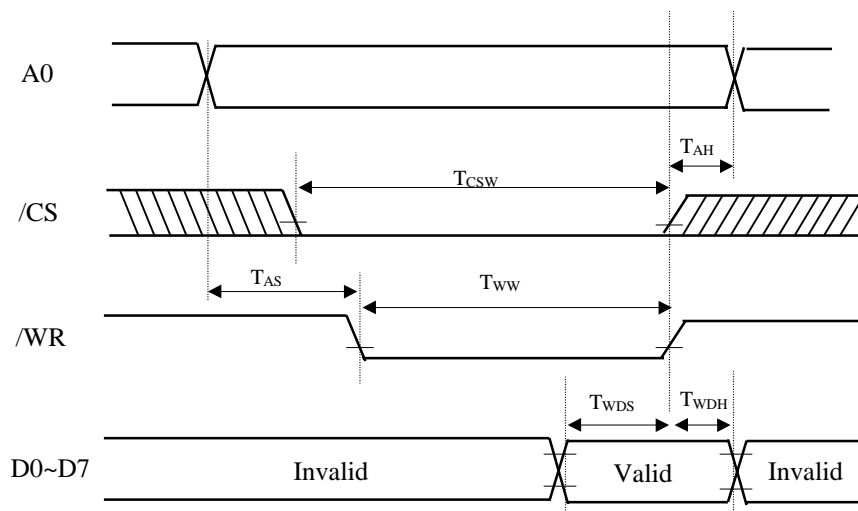 A0
T_AH
T_CSW
/CS
T_AS
T_WW
/WR
T_WDS
T_WDH
D0~D7
Invalid
Valid
Invalid